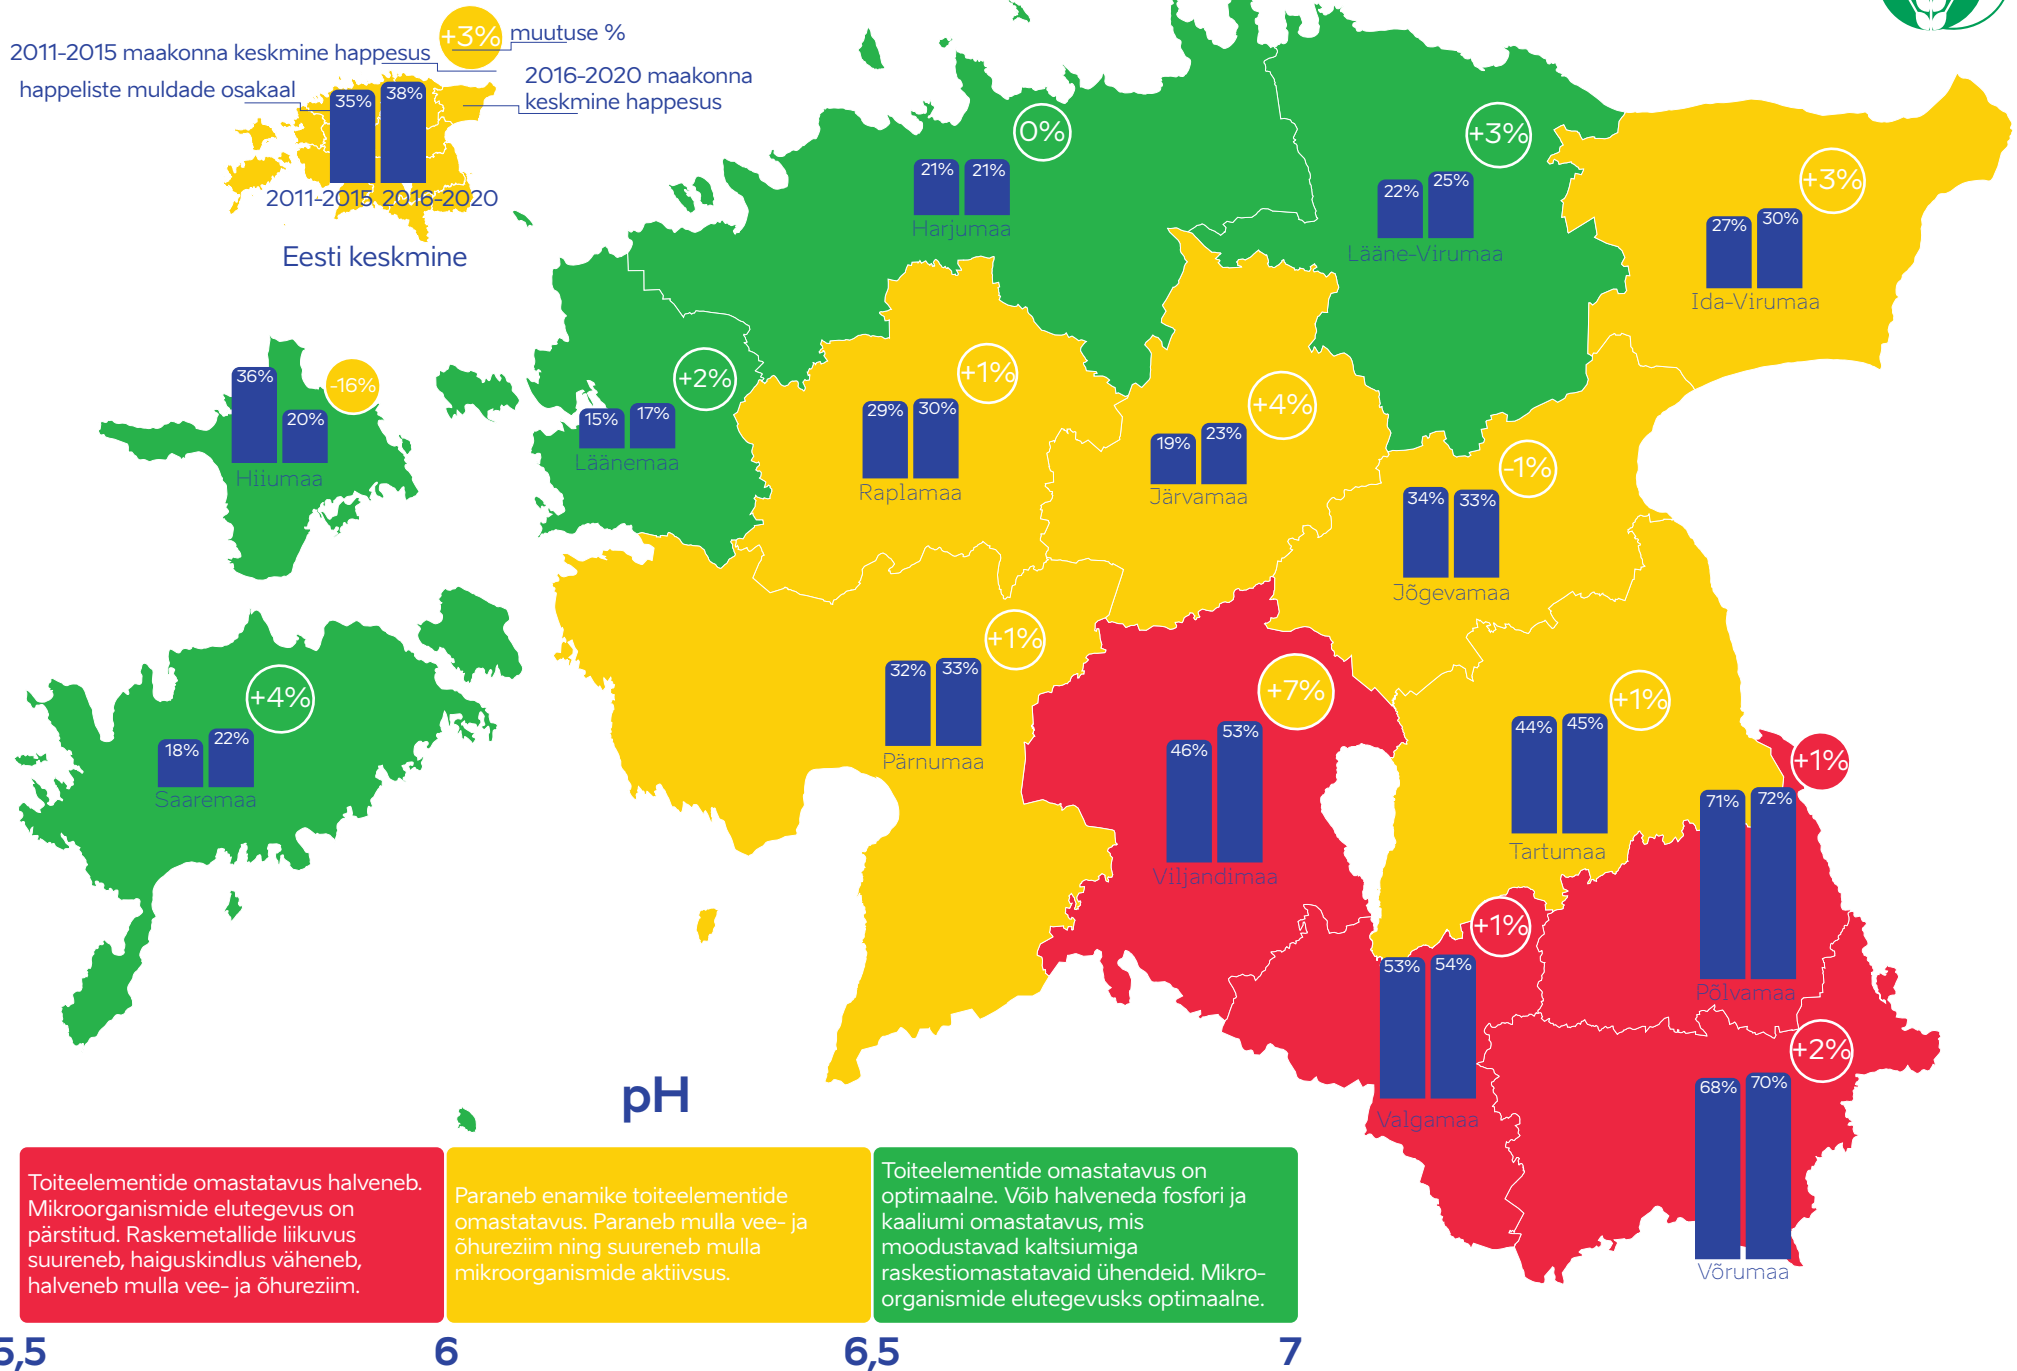 +3%
muutuse %
2011-2015 maakonna keskmine happesus
happeliste muldade osakaal
2016-2020 maakonna
keskmine happesus
35%
38%
2011-2015
2016-2020
Eesti keskmine
0%
21%
21%
Harjumaa
+3%
22%
25%
Lääne-Virumaa
+3%
27%
30%
Ida-Virumaa
36%
-16%
20%
Hiiumaa
+2%
15%
17%
Läänemaa
+1%
29%
30%
Raplamaa
+4%
19%
23%
Järvamaa
-1%
34%
33%
Jõgevamaa
+4%
18%
22%
Saaremaa
+1%
32%
33%
Pärnumaa
+7%
46%
53%
Viljandimaa
+1%
44%
45%
Tartumaa
+1%
71%
72%
Põlvamaa
+1%
53%
54%
Valgamaa
+2%
68%
70%
Võrumaa
pH
Toiteelementide omastatavus halveneb.
Mikroorganismide elutegevus on
pärstitud. Raskemetallide liikuvus
suureneb, haiguskindlus väheneb,
halveneb mulla vee- ja õhureziim.
Paraneb enamike toiteelementide
omastatavus. Paraneb mulla vee- ja
õhureziim ning suureneb mulla
mikroorganismide aktiivsus.
Toiteelementide omastatavus on
optimaalne. Võib halveneda fosfori ja
kaaliumi omastatavus, mis
moodustavad kaltsiumiga
raskestiomastatavaid ühendeid. Mikro-
organismide elutegevusks optimaalne.
5,5
6
6,5
7